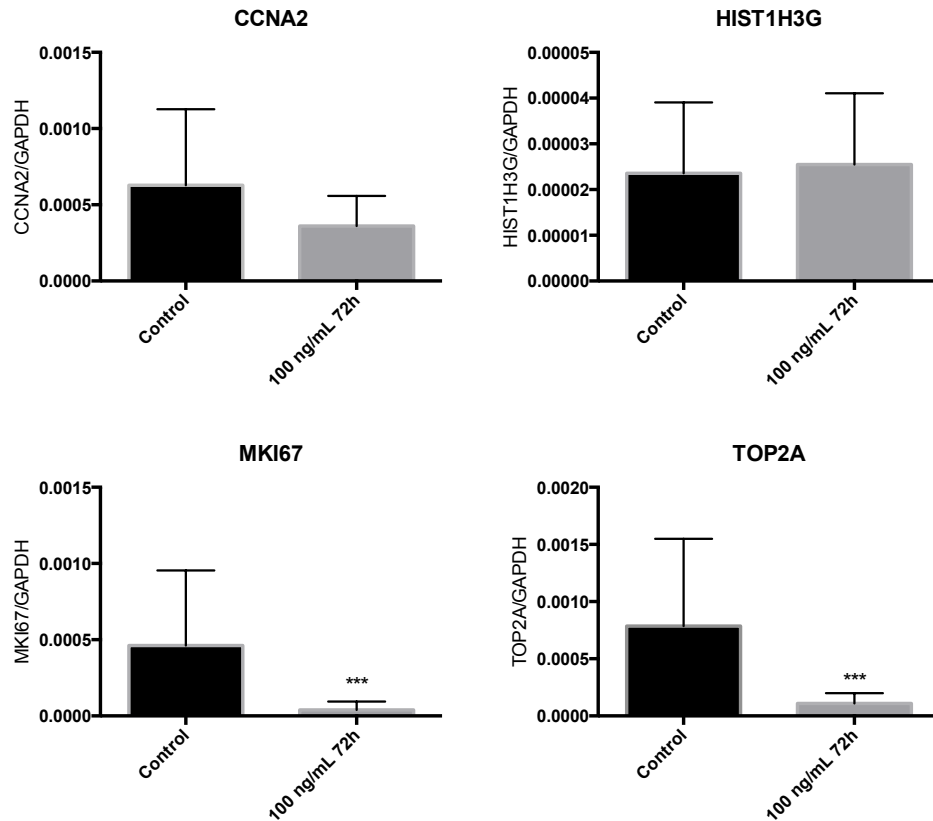 CCNA2
CCNA2/GAPDH
0.0015
0.0010
0.0005
0.0000
Control
100 ng/mL 72h
HIST1H3G
HIST1H3G/GAPDH
0.00005
0.00004
0.00003
0.00002
0.00001
0.00000
Control
100 ng/mL 72h
MKI67
MKI67/GAPDH
0.0015
0.0010
0.0005
0.0000
***
Control
100 ng/mL 72h
TOP2A
TOP2A/GAPDH
0.0020
0.0015
0.0010
0.0005
0.0000
***
Control
100 ng/mL 72h